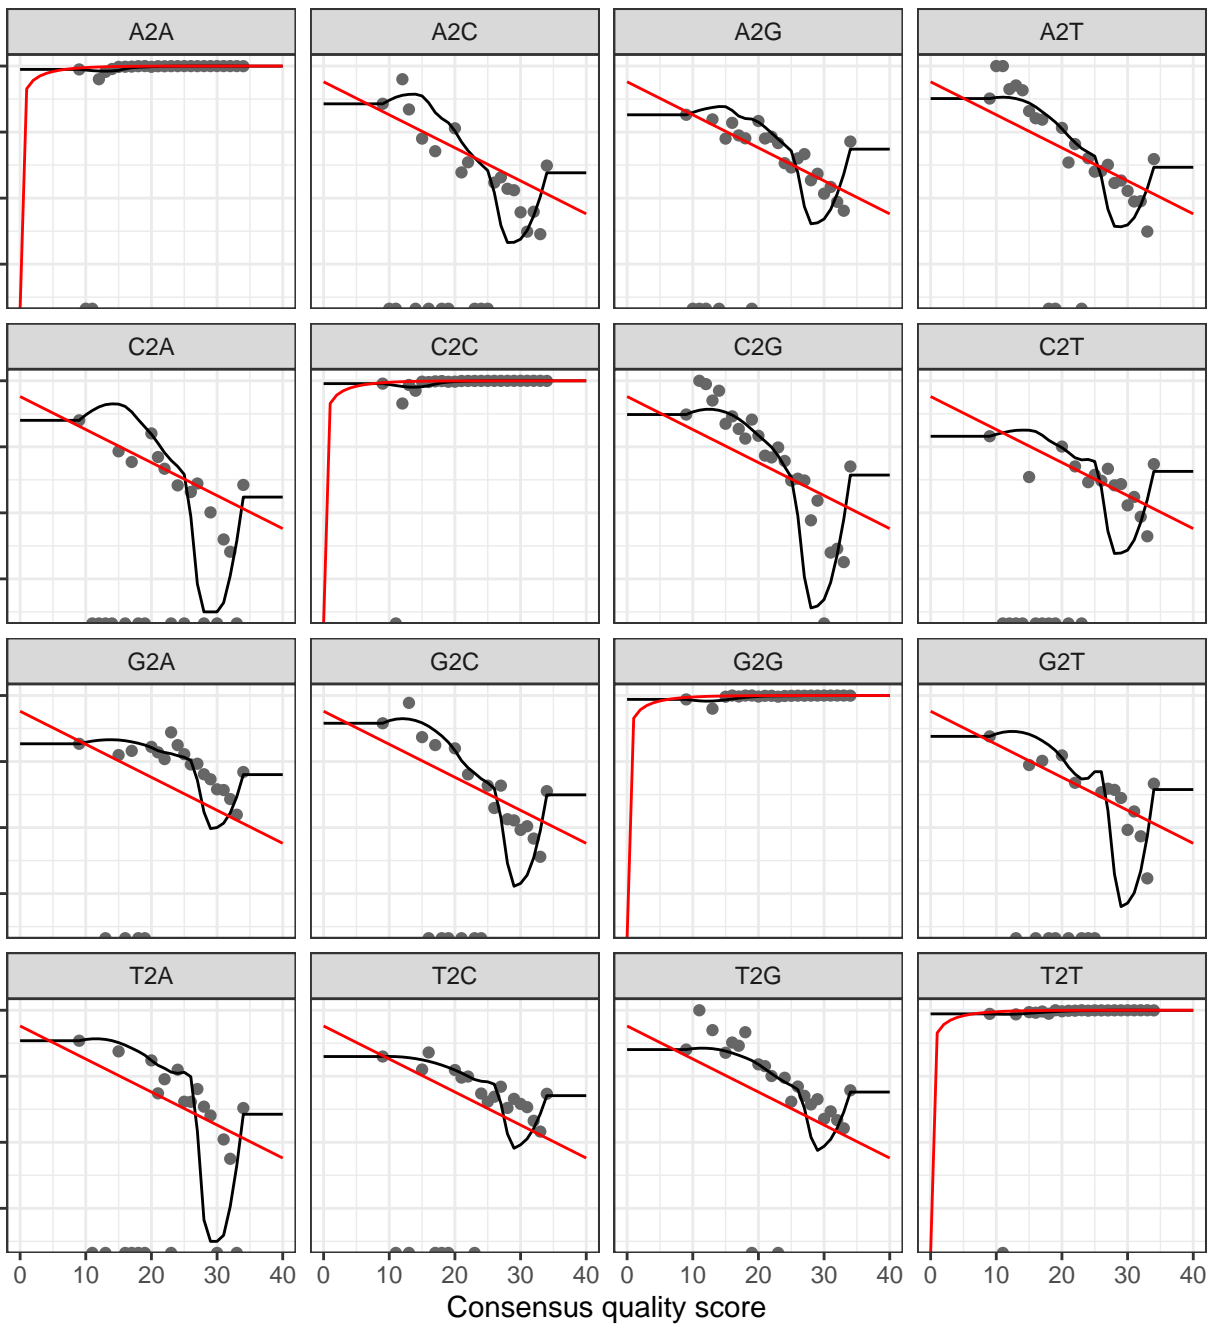 A2A A2C A2G A2T
C2A C2C C2G C2T
G2A G2C G2G G2T
T2A T2C T2G T2T
0 10 20 30 40 0 10 20 30 40 0 10 20 30 40 0 10 20 30 40
Consensus quality score